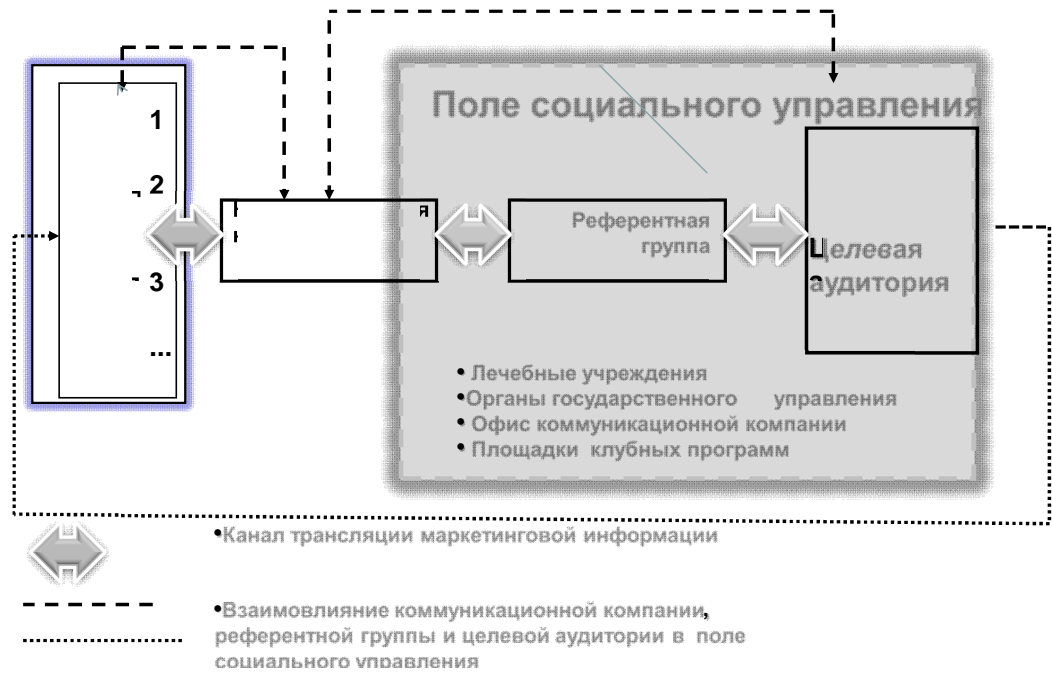 Поле социального управления
1
2
3
...
я
Референтная
группа
Целевая
аудитория
• Лечебные учреждения
•Органы государственного управления
• Офис коммуникационной компании
• Площадки клубных программ
•Канал трансляции маркетинговой информации
•Взаимовлияние коммуникационной компании,
референтной группы и целевой аудитории в поле
социального управления